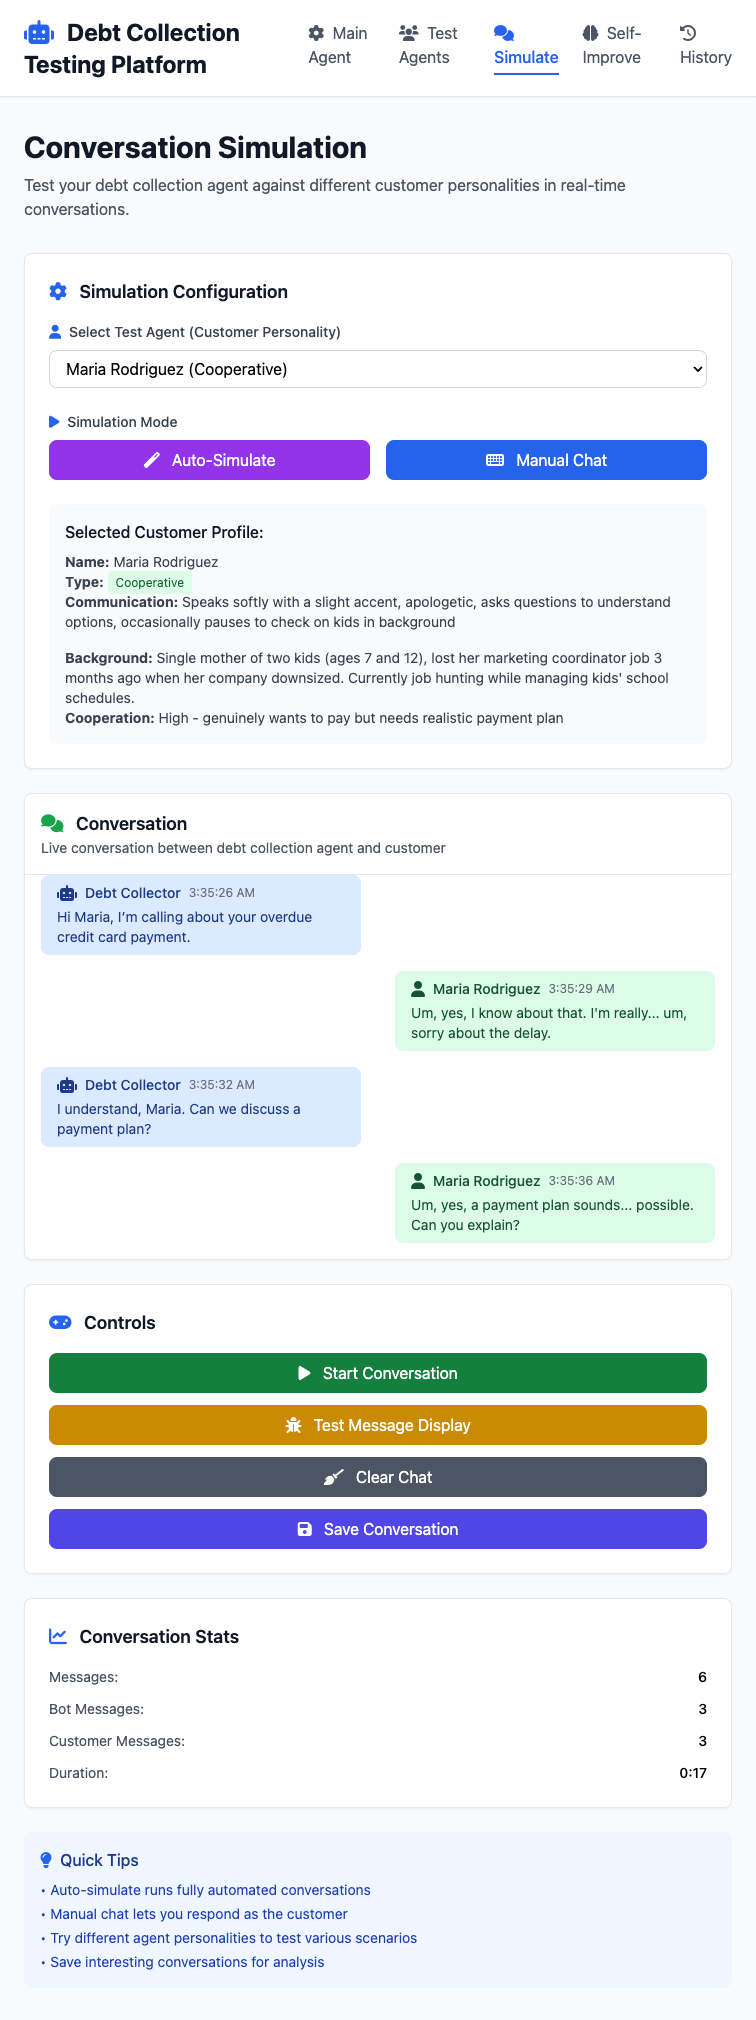 Debt Collection
Testing Platform
Main
Agent
Test
Agents
Simulate
Self-
Improve
History
Conversation Simulation
Test your debt collection agent against different customer personalities in real-time
conversations.
Simulation Configuration
Select Test Agent (Customer Personality)
Maria Rodriguez (Cooperative)
Simulation Mode
Auto-Simulate
Manual Chat
Selected Customer Profile:
Name: Maria Rodriguez
Type: Cooperative
Communication: Speaks softly with a slight accent, apologetic, asks questions to understand
options, occasionally pauses to check on kids in background
Background: Single mother of two kids (ages 7 and 12), lost her marketing coordinator job 3
months ago when her company downsized. Currently job hunting while managing kids' school
schedules.
Cooperation: High - genuinely wants to pay but needs realistic payment plan
Conversation
Live conversation between debt collection agent and customer
Debt Collector 3:35:26 AM
Hi Maria, I’m calling about your overdue
credit card payment.
Maria Rodriguez 3:35:29 AM
Um, yes, I know about that. I'm really... um,
sorry about the delay.
Debt Collector 3:35:32 AM
I understand, Maria. Can we discuss a
payment plan?
Maria Rodriguez 3:35:36 AM
Um, yes, a payment plan sounds... possible.
Can you explain?
Controls
Start Conversation
Test Message Display
Clear Chat
Save Conversation
Conversation Stats
Messages: 6
Bot Messages: 3
Customer Messages: 3
Duration: 0:17
Quick Tips
• Auto-simulate runs fully automated conversations
• Manual chat lets you respond as the customer
• Try different agent personalities to test various scenarios
• Save interesting conversations for analysis